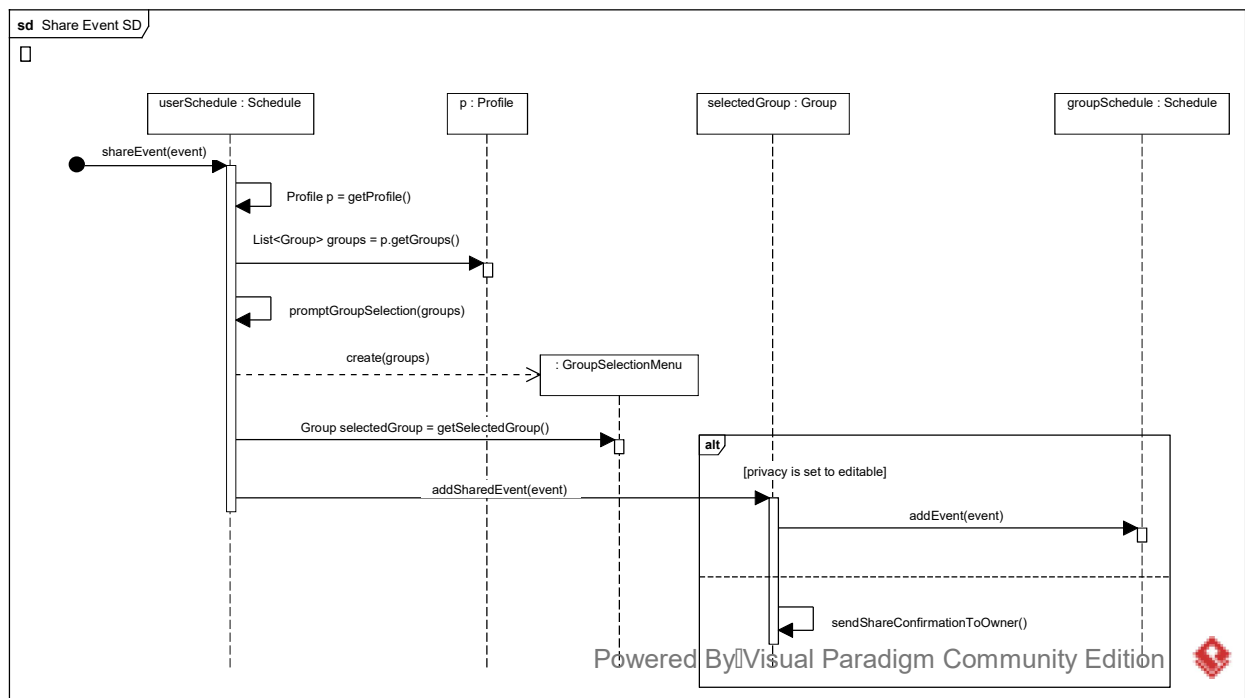 sd Share Event SD
userSchedule : Schedule
p : Profile
selectedGroup : Group
groupSchedule : Schedule
shareEvent(event)
Profile p = getProfile()
List<Group> groups = p.getGroups()
promptGroupSelection(groups)
create(groups)
: GroupSelectionMenu
Group selectedGroup = getSelectedGroup()
alt
[privacy is set to editable]
addSharedEvent(event)
addEvent(event)
sendShareConfirmationToOwner()
Powered By Visual Paradigm Community Edition